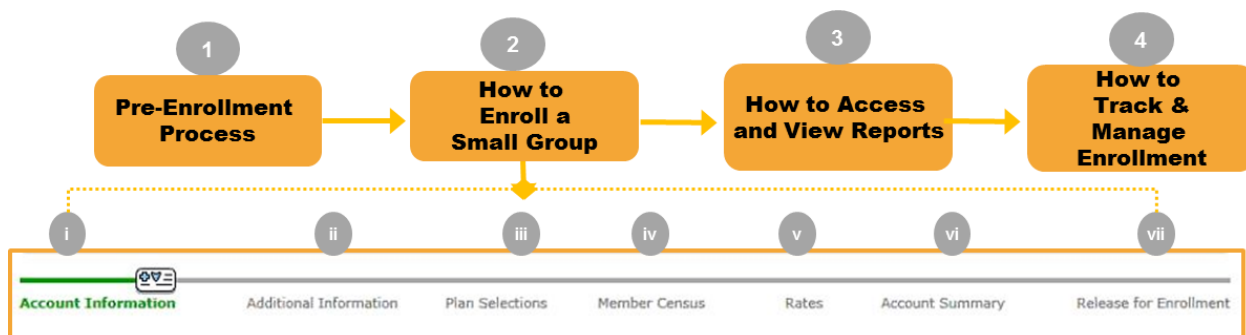 1
2
3
4
Pre-Enrollment
Process
How to
Enroll a
Small Group
How to Access
and View Reports
How to
Track &
Manage
Enrollment
i
ii
iii
iv
v
vi
vii
Account Information
Additional Information
Plan Selections
Member Census
Rates
Account Summary
Release for Enrollment